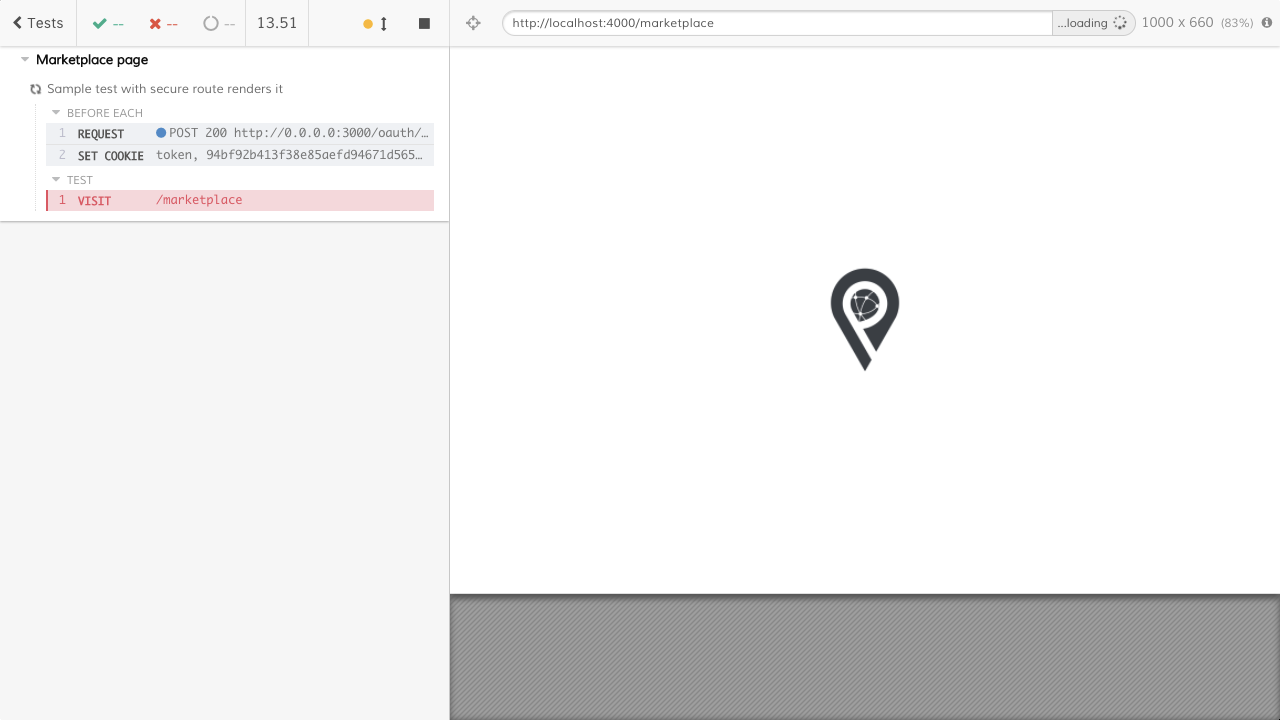 Tests -- -- -- 13.51
http://localhost:4000/marketplace ...loading 1000 x 660 (83%)
Marketplace page
Sample test with secure route renders it
BEFORE EACH
1 REQUEST POST 200 http://0.0.0.0:3000/oauth/…
2 SET COOKIE token, 94bf92b413f38e85aefd94671d565…
TEST
1 VISIT /marketplace